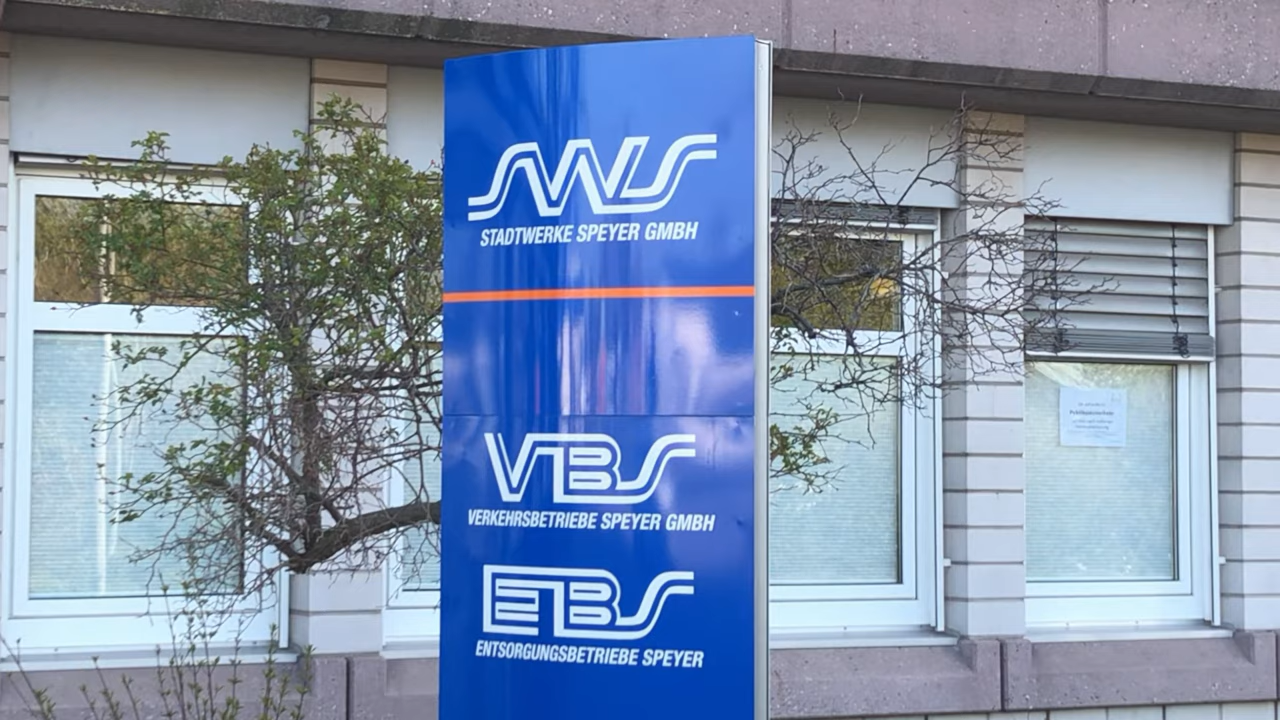 SWS
STADTWERKE SPEYER GMBH
VBS
VERKEHRSBETRIEBE SPEYER GMBH
EBS
ENTSORGUNGSBETRIEBE SPEYER